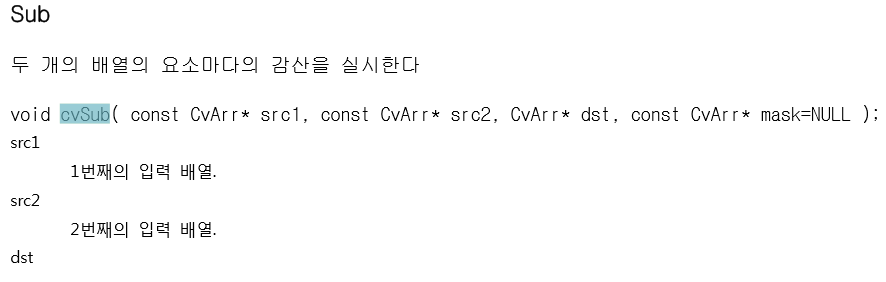 Sub
두 개의 배열의 요소마다의 감산을 실시한다
void cvSub( const CvArr* src1, const CvArr* src2, CvArr* dst, const CvArr* mask=NULL );
src1
1번째의 입력 배열.
src2
2번째의 입력 배열.
dst